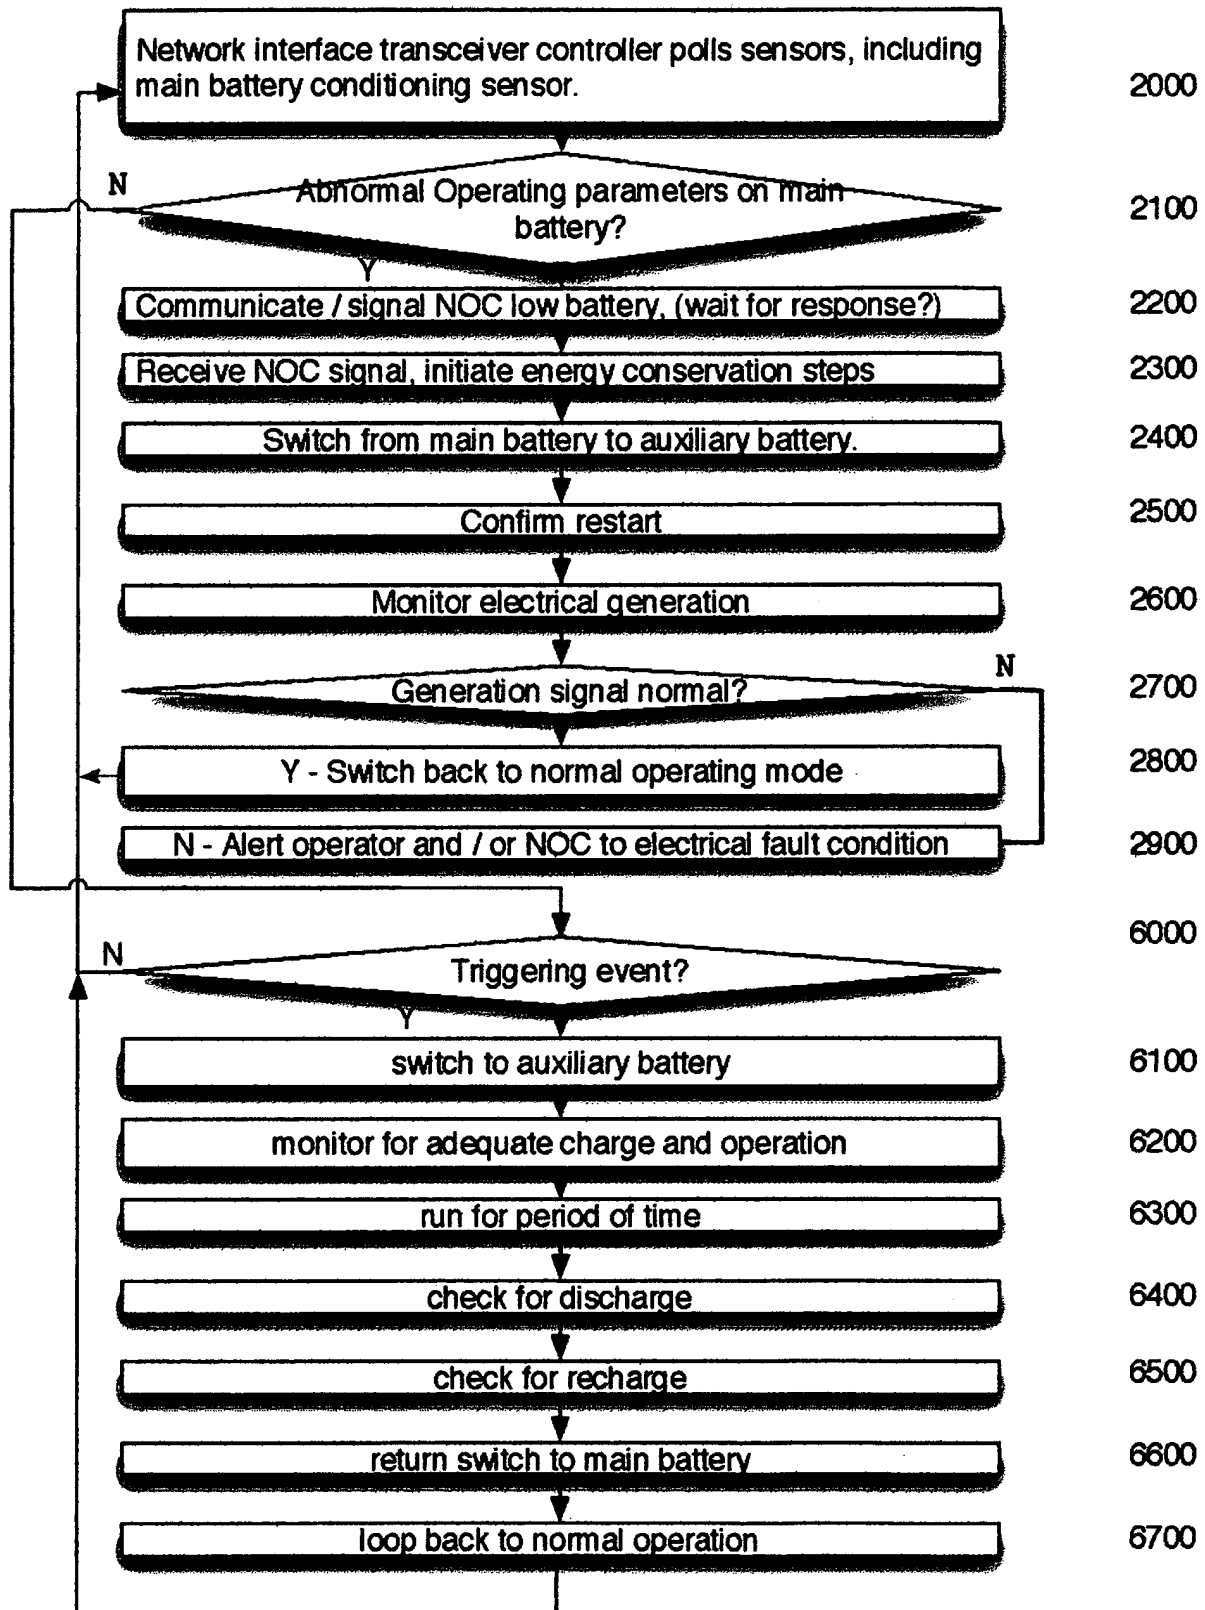 Network interface transceiver controller polls sensors, including
main battery conditioning sensor.
2000
N
Abnormal Operating parameters on main
battery?
2100
Y
Communicate / signal NOC low battery, (wait for response?)
2200
Receive NOC signal, initiate energy conservation steps
2300
Switch from main battery to auxiliary battery.
2400
Confirm restart
2500
Monitor electrical generation
2600
N
Generation signal normal?
2700
Y - Switch back to normal operating mode
2800
N - Alert operator and / or NOC to electrical fault condition
2900
6000
N
Triggering event?
Y
switch to auxiliary battery
6100
monitor for adequate charge and operation
6200
run for period of time
6300
check for discharge
6400
check for recharge
6500
return switch to main battery
6600
loop back to normal operation
6700